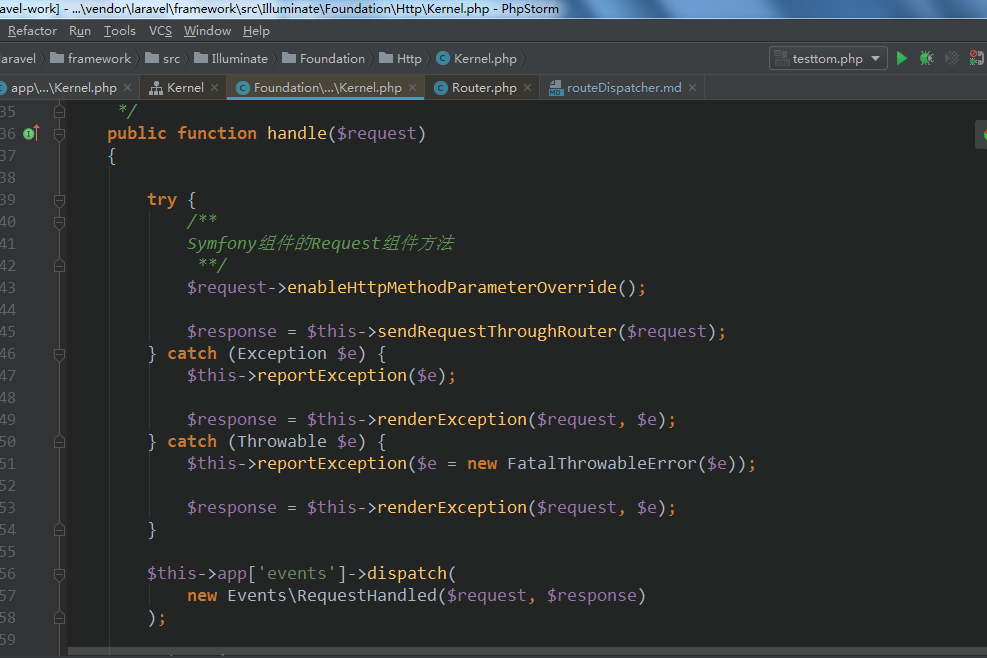 avel-work] - ...\vendor\laravel\framework\src\Illuminate\Foundation\Http\Kernel.php - PhpStorm
Refactor Run Tools VCS Window Help
laravel framework src Illuminate Foundation Http Kernel.php testtom.php
app\...\Kernel.php Kernel Foundation\...\Kernel.php Router.php routeDispatcher.md
35 */
36 public function handle($request)
37 {
38
39 try {
40 /**
41 Symfony组件的Request组件方法
42 **/
43 $request->enableHttpMethodParameterOverride();
44
45 $response = $this->sendRequestThroughRouter($request);
46 } catch (Exception $e) {
47 $this->reportException($e);
48
49 $response = $this->renderException($request, $e);
50 } catch (Throwable $e) {
51 $this->reportException($e = new FatalThrowableError($e));
52
53 $response = $this->renderException($request, $e);
54 }
55
56 $this->app['events']->dispatch(
57 new Events\RequestHandled($request, $response)
58 );
59